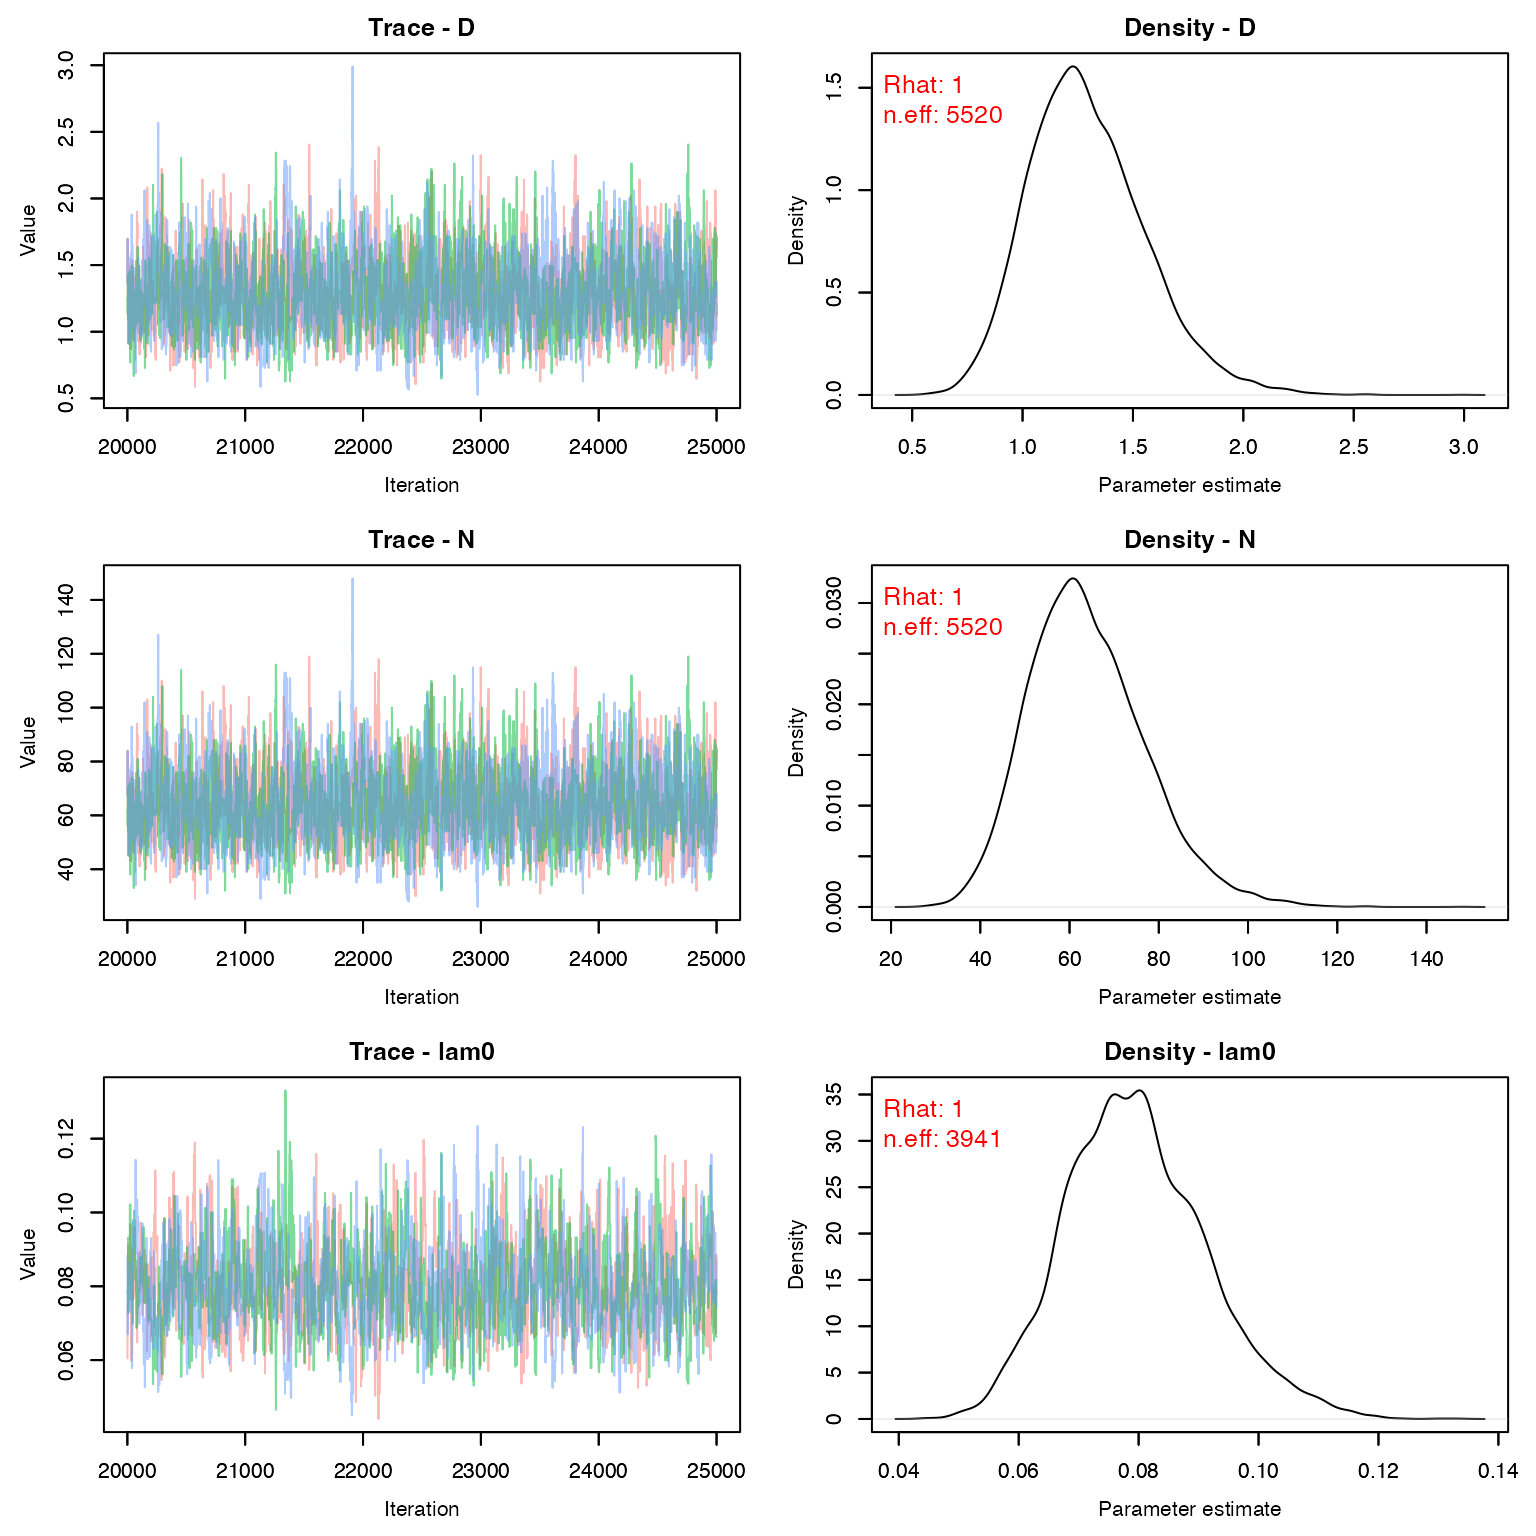 Trace - D
Value
0.5 1.0 1.5 2.0 2.5 3.0
20000 21000 22000 23000 24000 25000
Iteration
Density - D
Rhat: 1
n.eff: 5520
Density
0.0 0.5 1.0 1.5
0.5 1.0 1.5 2.0 2.5 3.0
Parameter estimate
Trace - N
Value
40 60 80 100 120 140
20000 21000 22000 23000 24000 25000
Iteration
Density - N
Rhat: 1
n.eff: 5520
Density
0.000 0.010 0.020 0.030
20 40 60 80 100 120 140
Parameter estimate
Trace - lam0
Value
0.06 0.08 0.10 0.12
20000 21000 22000 23000 24000 25000
Iteration
Density - lam0
Rhat: 1
n.eff: 3941
Density
0 5 10 15 20 25 30 35
0.04 0.06 0.08 0.10 0.12 0.14
Parameter estimate